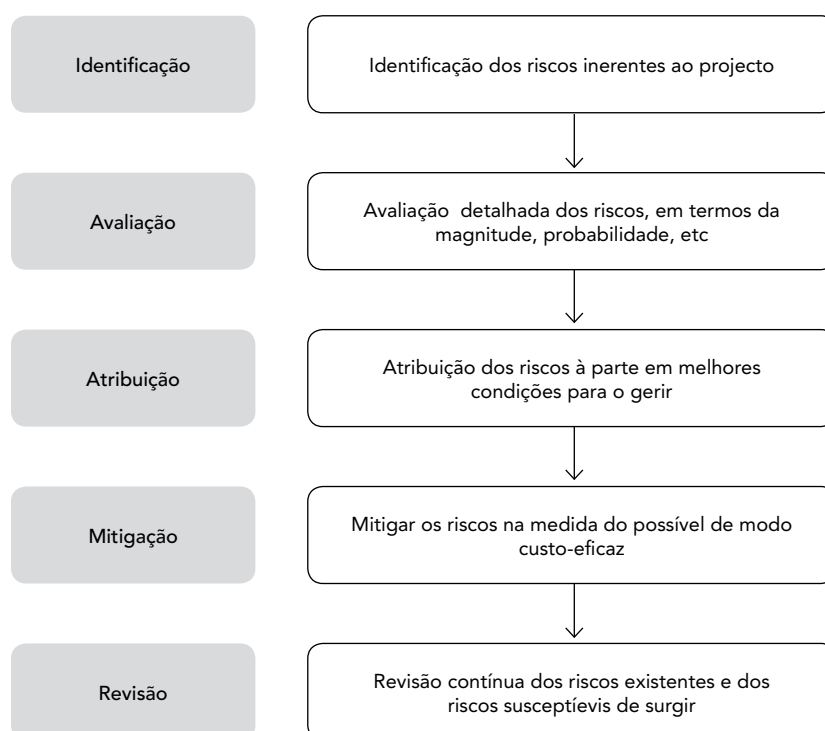 Identificação
Identificação dos riscos inerentes ao projecto
Avaliação
Avaliação detalhada dos riscos, em termos da
magnitude, probabilidade, etc
Atribuição
Atribuição dos riscos à parte em melhores
condições para o gerir
Mitigação
Mitigar os riscos na medida do possível de modo
custo-eficaz
Revisão
Revisão contínua dos riscos existentes e dos
riscos susceptíevis de surgir